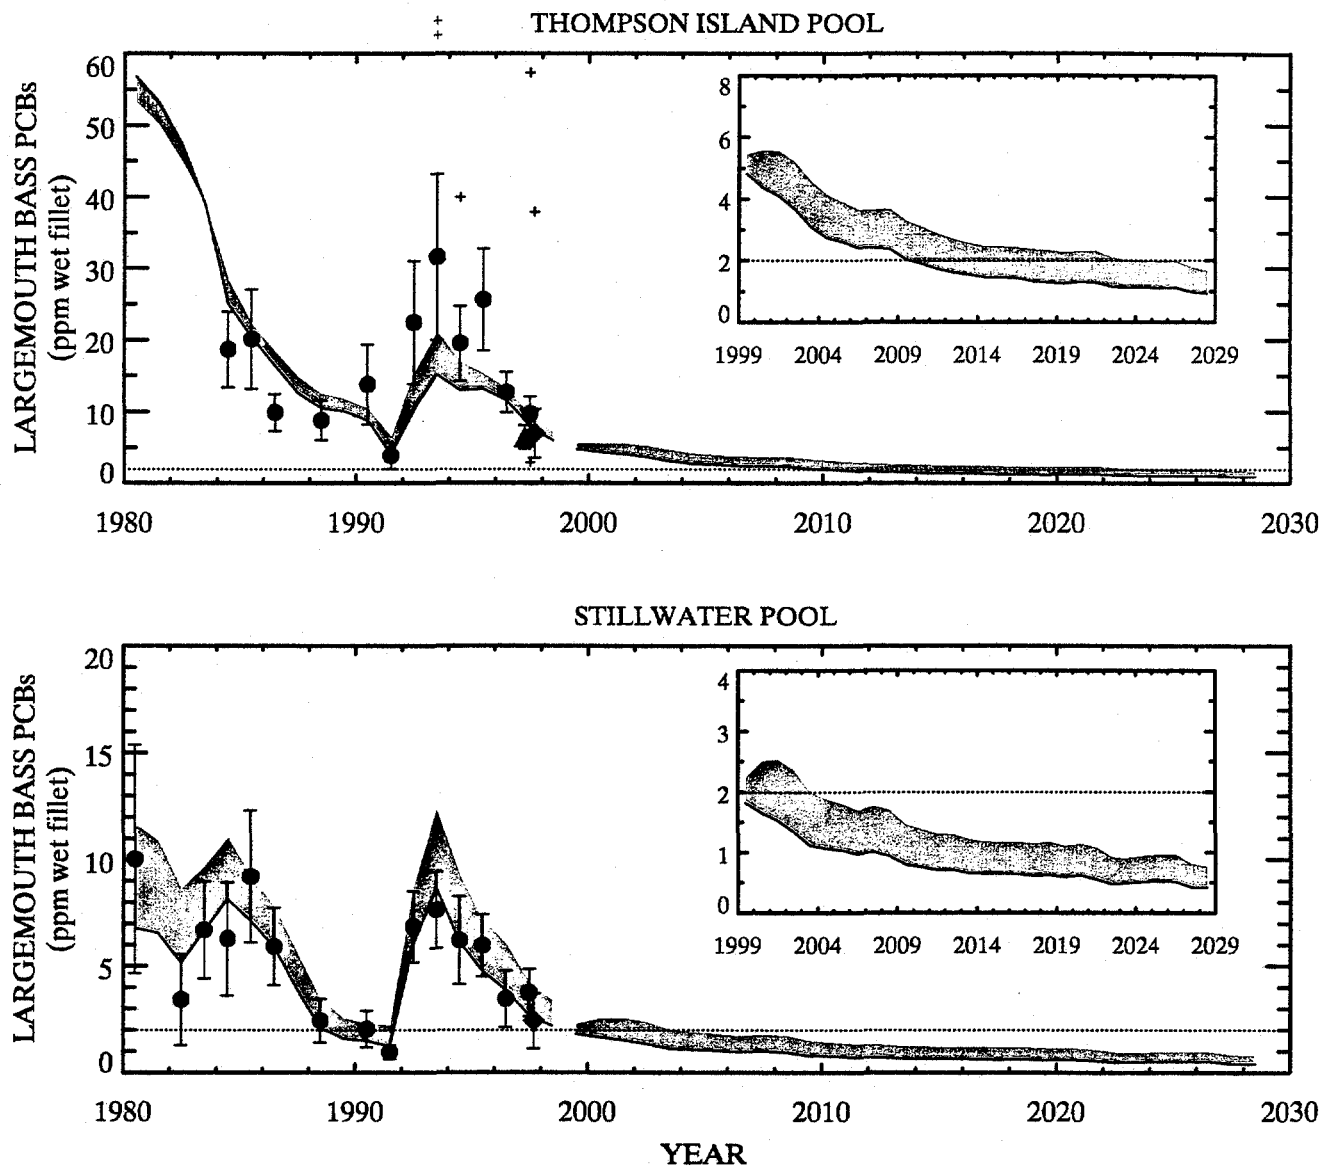 THOMPSON ISLAND POOL
LARGEMOUTH BASS PCBs
(ppm wet fillet)
60
50
40
30
20
10
0
1980 1990 2000 2010 2020 2030
8
6
4
2
0
1999 2004 2009 2014 2019 2024 2029
STILLWATER POOL
LARGEMOUTH BASS PCBs
(ppm wet fillet)
20
15
10
5
0
1980 1990 2000 2010 2020 2030
4
3
2
1
0
1999 2004 2009 2014 2019 2024 2029
YEAR